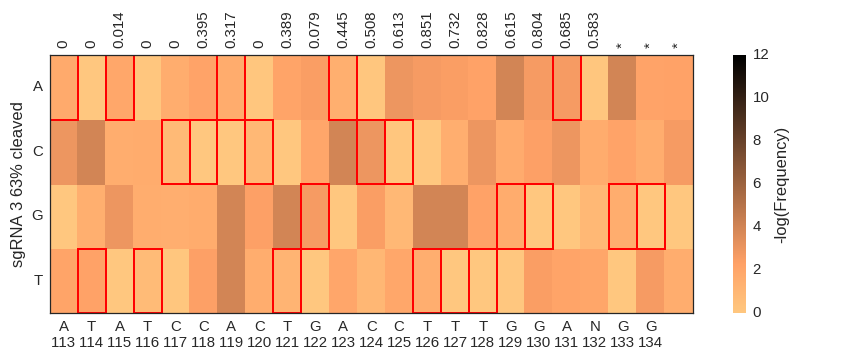 0 0 0.014 0 0 0.395 0.317 0 0.389 0.079 0.445 0.508 0.613 0.851 0.732 0.828 0.615 0.804 0.685 0.583 * * *
sgRNA 3 63% cleaved
A
C
G
T
A T A T C C A C T G A C C T T T G G A N G G
113 114 115 116 117 118 119 120 121 122 123 124 125 126 127 128 129 130 131 132 133 134
12
10
8
6
4
2
0
-log(Frequency)